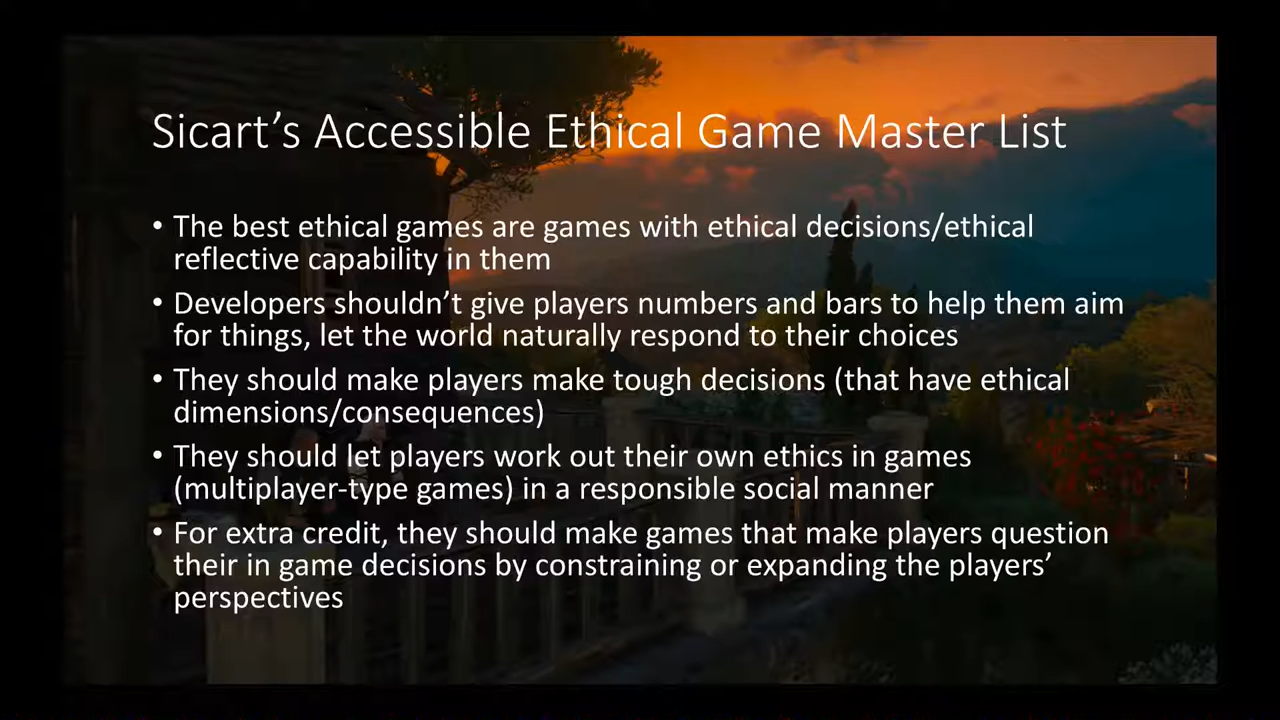 Sicart’s Accessible Ethical Game Master List
• The best ethical games are games with ethical decisions/ethical
reflective capability in them
• Developers shouldn’t give players numbers and bars to help them aim
for things, let the world naturally respond to their choices
• They should make players make tough decisions (that have ethical
dimensions/consequences)
• They should let players work out their own ethics in games
(multiplayer-type games) in a responsible social manner
• For extra credit, they should make games that make players question
their in game decisions by constraining or expanding the players’
perspectives